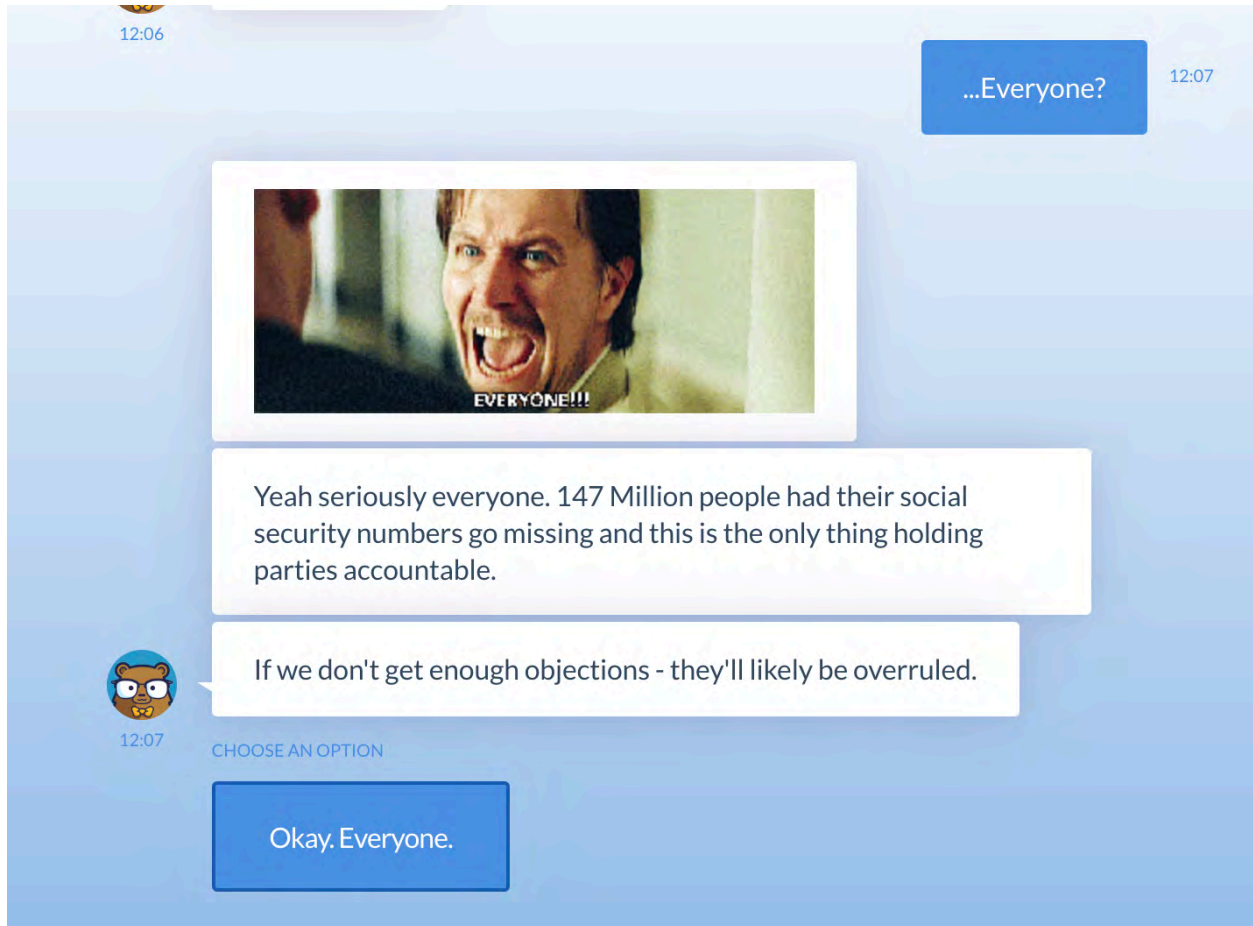 12:06
...Everyone?
12:07
EVERYONE!!!
Yeah seriously everyone. 147 Million people had their social
security numbers go missing and this is the only thing holding
parties accountable.
If we don't get enough objections - they'll likely be overruled.
12:07
CHOOSE AN OPTION
Okay. Everyone.